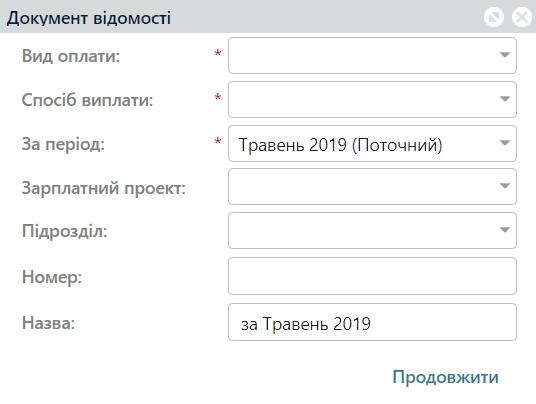 Документ відомості
Вид оплати: *
Спосіб виплати: *
За період: * Травень 2019 (Поточний)
Зарплатний проект:
Підрозділ:
Номер:
Назва: за Травень 2019
Продовжити